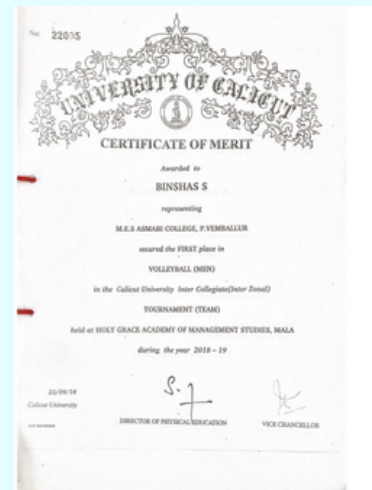 No: 22005
UNIVERSITY OF CALICUT
CERTIFICATE OF MERIT
Awarded to
BINSHAS S
representing
M.E.S ASMABI COLLEGE, P.VEMBALLUR
secured the FIRST place in
VOLLEYBALL (MEN)
in the Calicut University Inter Collegiate(Inter Zonal)
TOURNAMENT (TEAM)
held at HOLY GRACE ACADEMY OF MANAGEMENT STUDIES, MALA
during the year 2018 – 19
22/09/18
Calicut University
DIRECTOR OF PHYSICAL EDUCATION
VICE CHANCELLOR